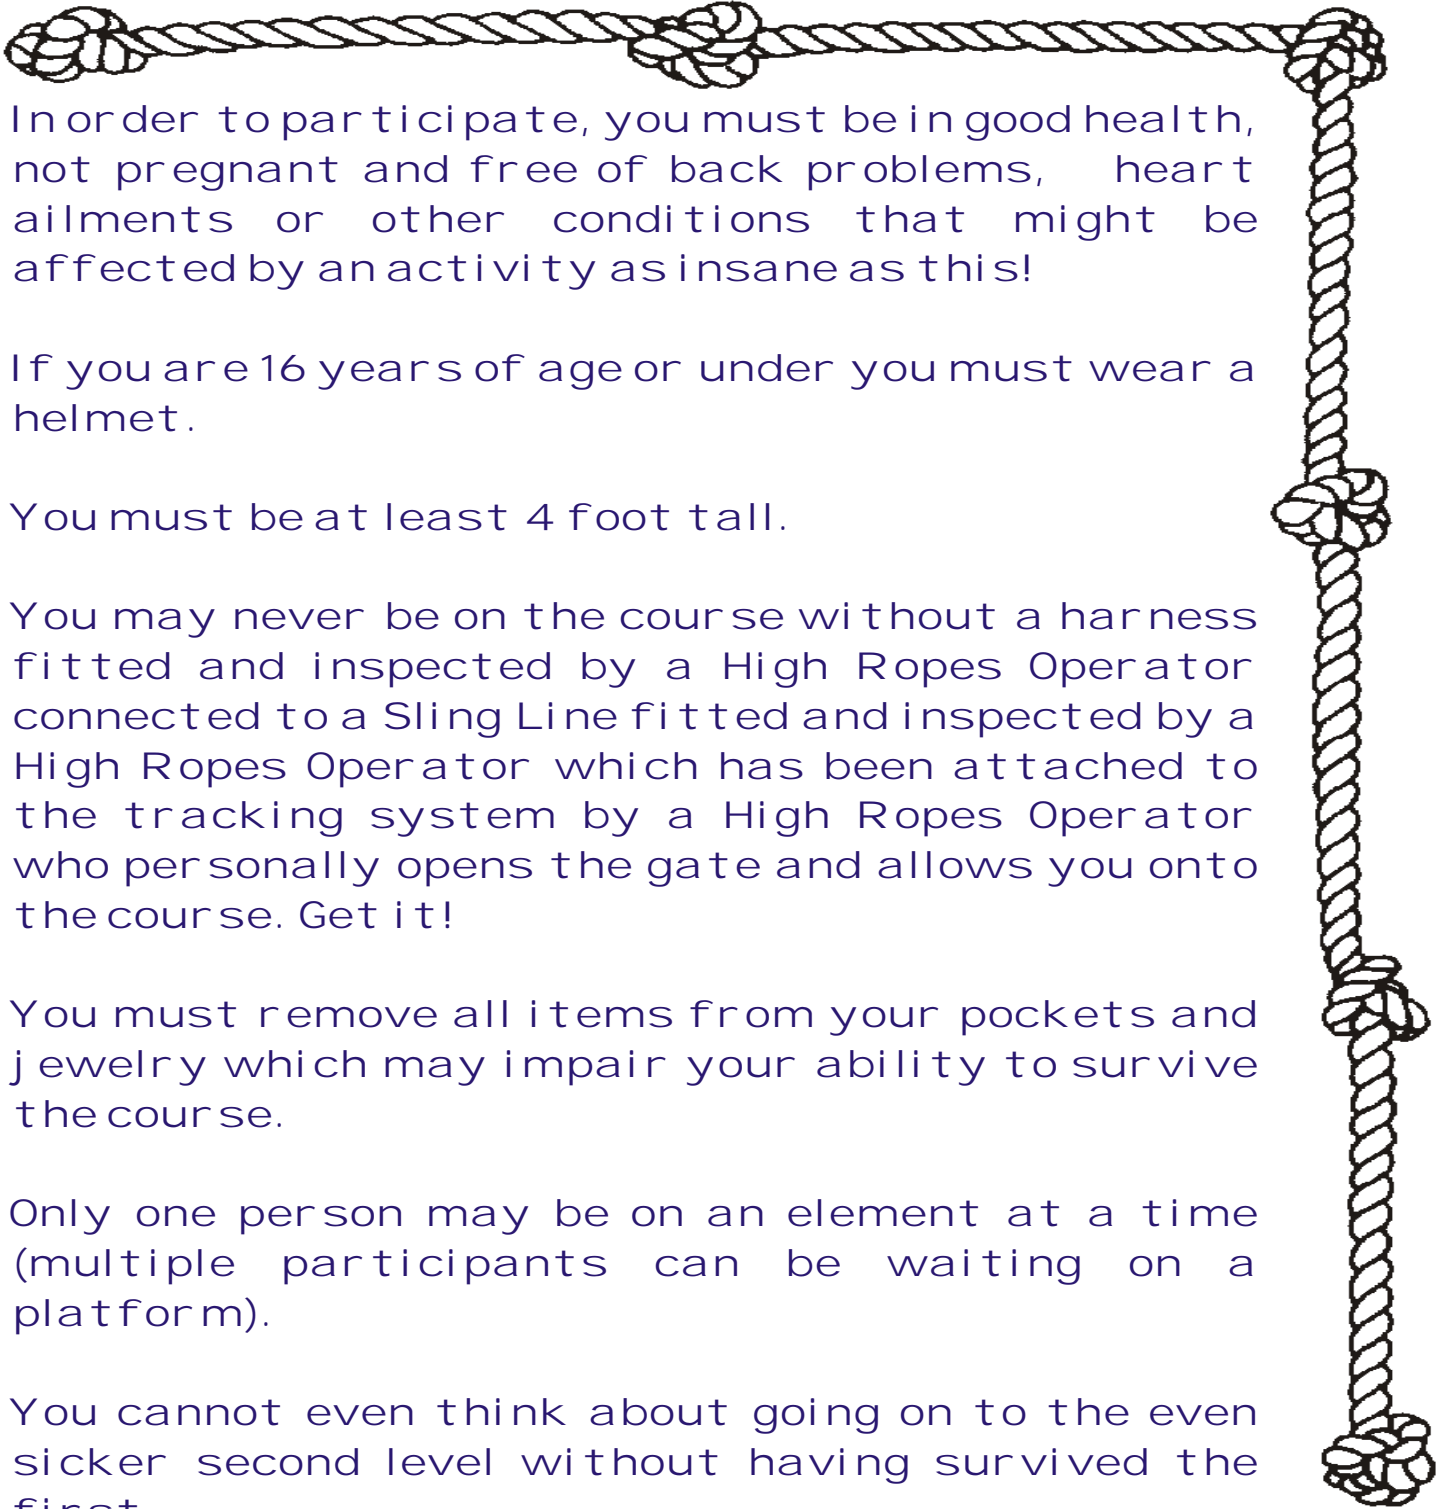 In order to participate, you must be in good health,
not pregnant and free of back problems, heart
ailments or other conditions that might be
affected by an activity as insane as this!
If you are 16 years of age or under you must wear a
helmet.
You must be at least 4 foot tall.
You may never be on the course without a harness
fitted and inspected by a High Ropes Operator
connected to a Sling Line fitted and inspected by a
High Ropes Operator which has been attached to
the tracking system by a High Ropes Operator
who personally opens the gate and allows you onto
the course. Get it!
You must remove all items from your pockets and
jewelry which may impair your ability to survive
the course.
Only one person may be on an element at a time
(multiple participants can be waiting on a
platform).
You cannot even think about going on to the even
sicker second level without having survived the
first